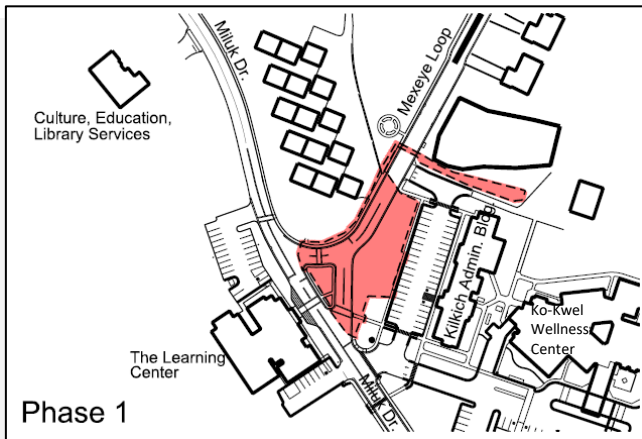 Miluk Dr.
Mexeye Loop
Culture, Education,
Library Services
Kilkich Admin. Bldg.
Ko-Kwel
Wellness
Center
The Learning
Center
Miluk Dr.
Phase 1